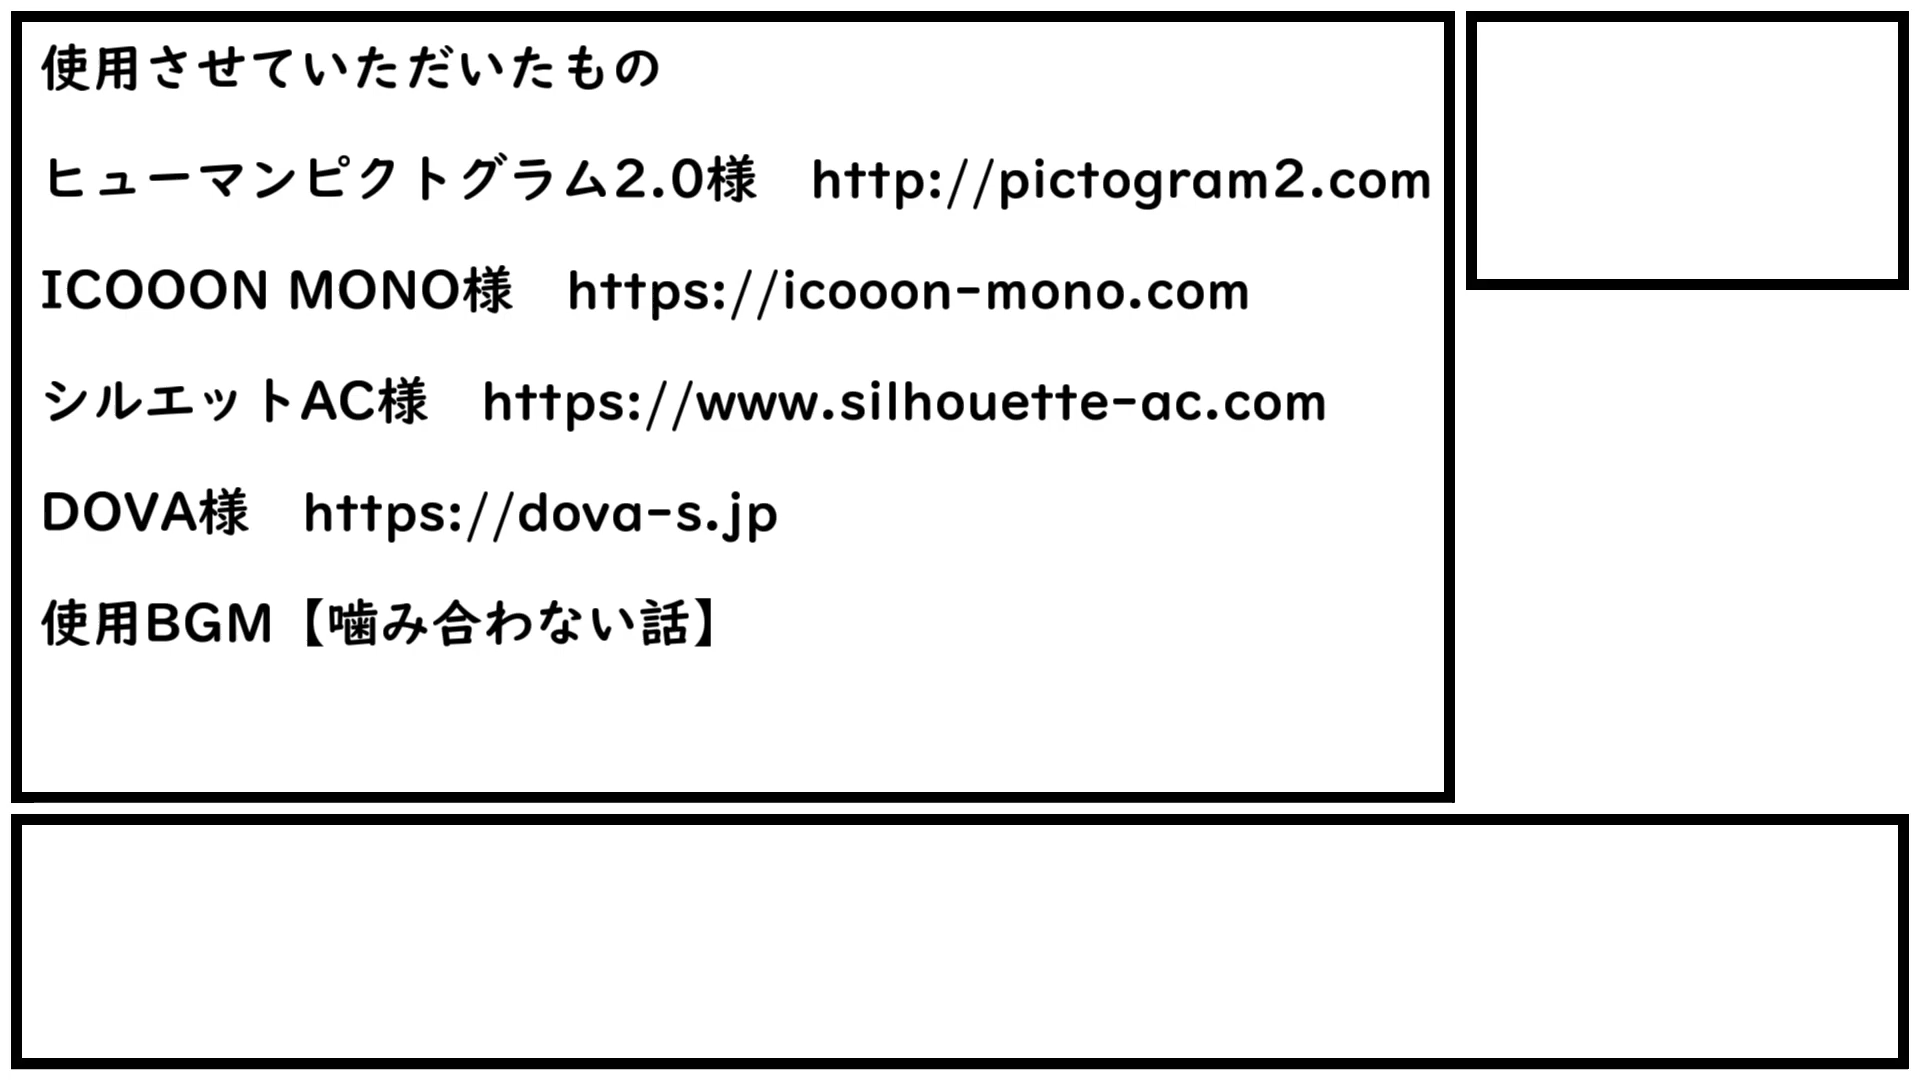 使用させていただいたもの
ヒューマンピクトグラム2.0様　http://pictogram2.com
ICOOON MONO様　https://icooon-mono.com
シルエットAC様　https://www.silhouette-ac.com
DOVA様　https://dova-s.jp
使用BGM【噛み合わない話】